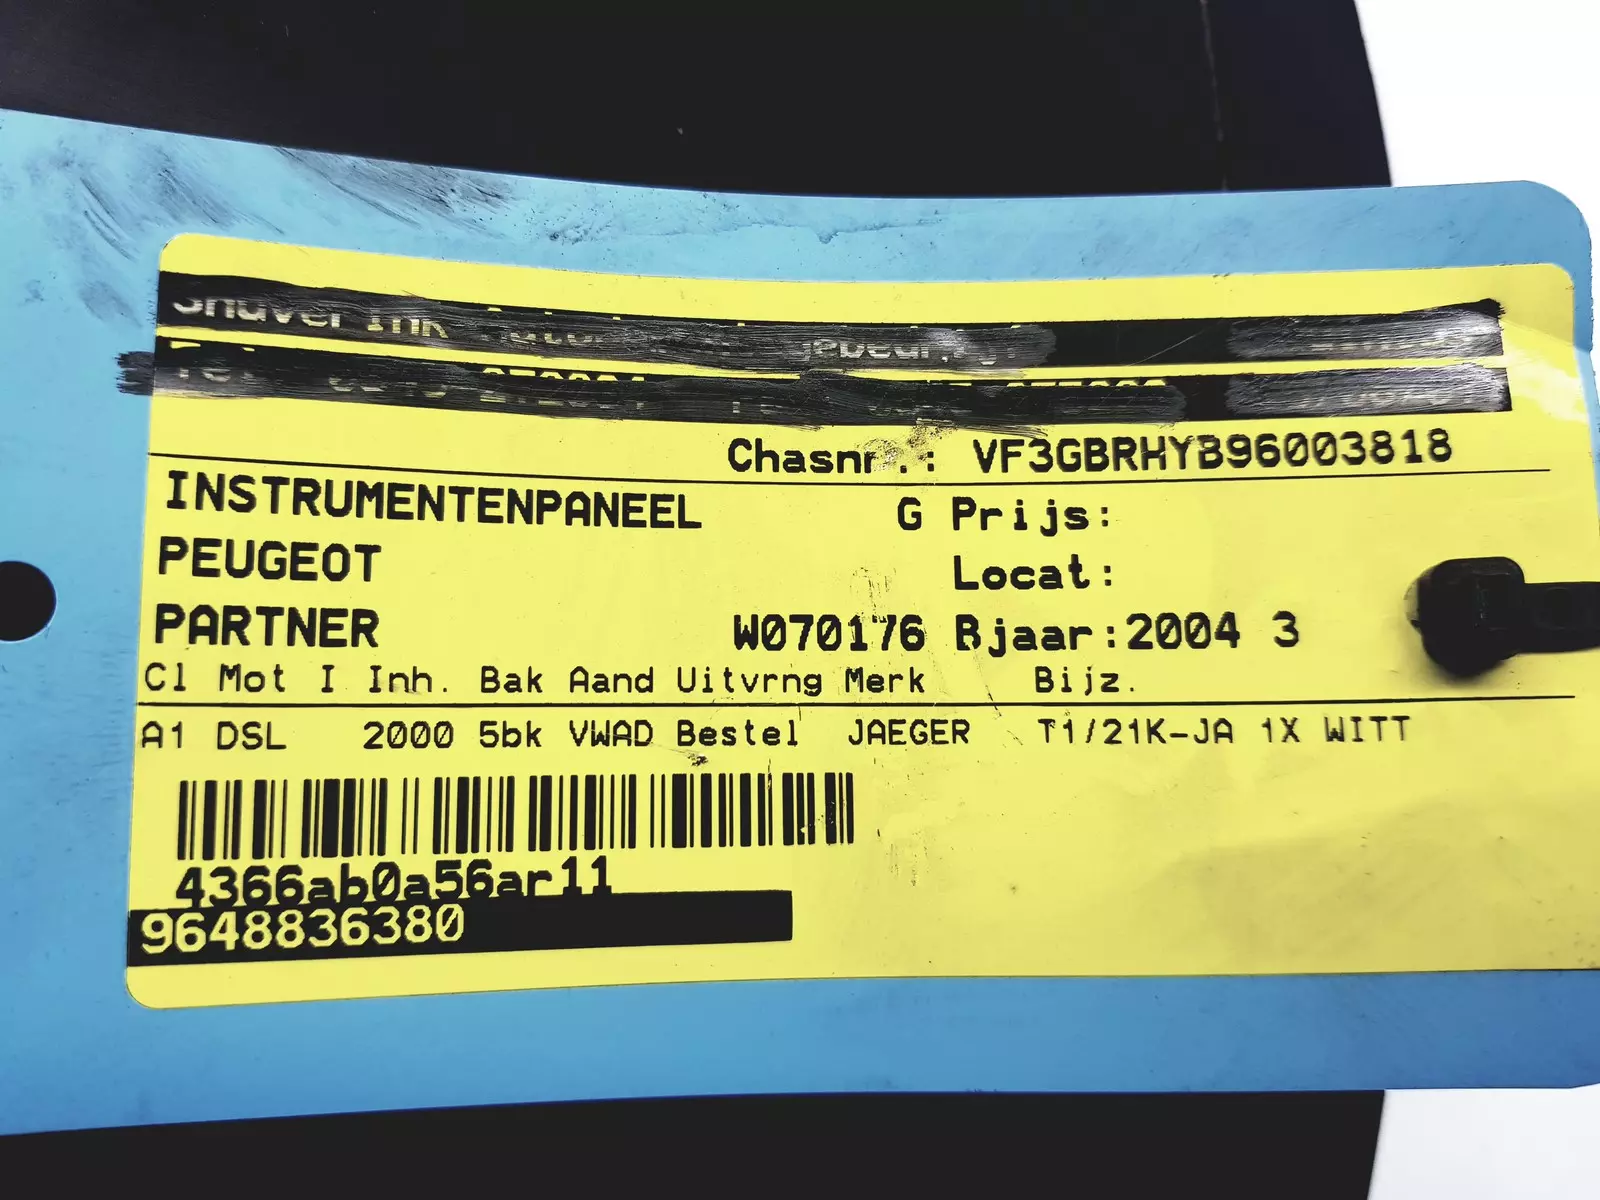 Chasnr.: VF3GBRHYB96003818
INSTRUMENTENPANEEL G Prijs:
PEUGEOT Locat:
PARTNER W070176 Bjaar:2004 3
Cl Mot I Inh. Bak Aand Uitvrng Merk Bijz.
A1 DSL 2000 5bk VWAD Bestel JAEGER T1/21K-JA 1X WITT
4366ab0a56ar11
9648836380